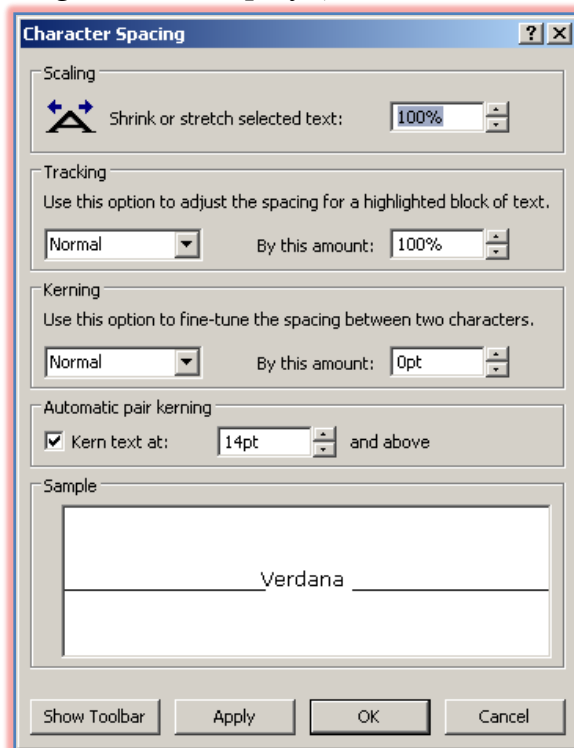 Character Spacing
Scaling
Shrink or stretch selected text: 100%
Tracking
Use this option to adjust the spacing for a highlighted block of text.
Normal By this amount: 100%
Kerning
Use this option to fine-tune the spacing between two characters.
Normal By this amount: 0pt
Automatic pair kerning
Kern text at: 14pt and above
Sample
Verdana
Show Toolbar Apply OK Cancel